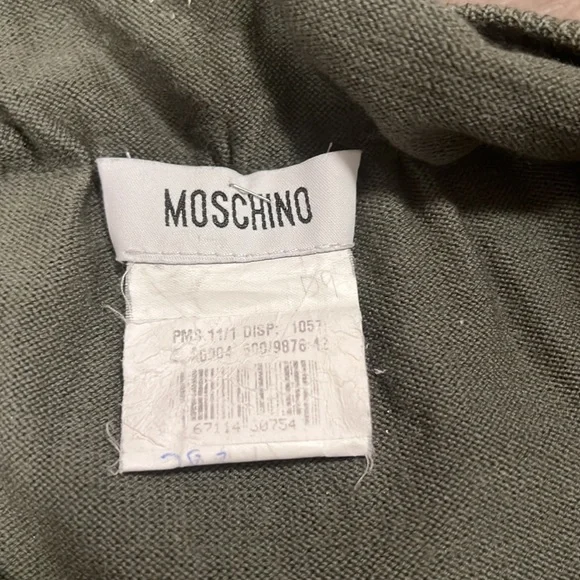 MOSCHINO
PMS.11/1 DISP: 1057
600/9876 42
67114 50754